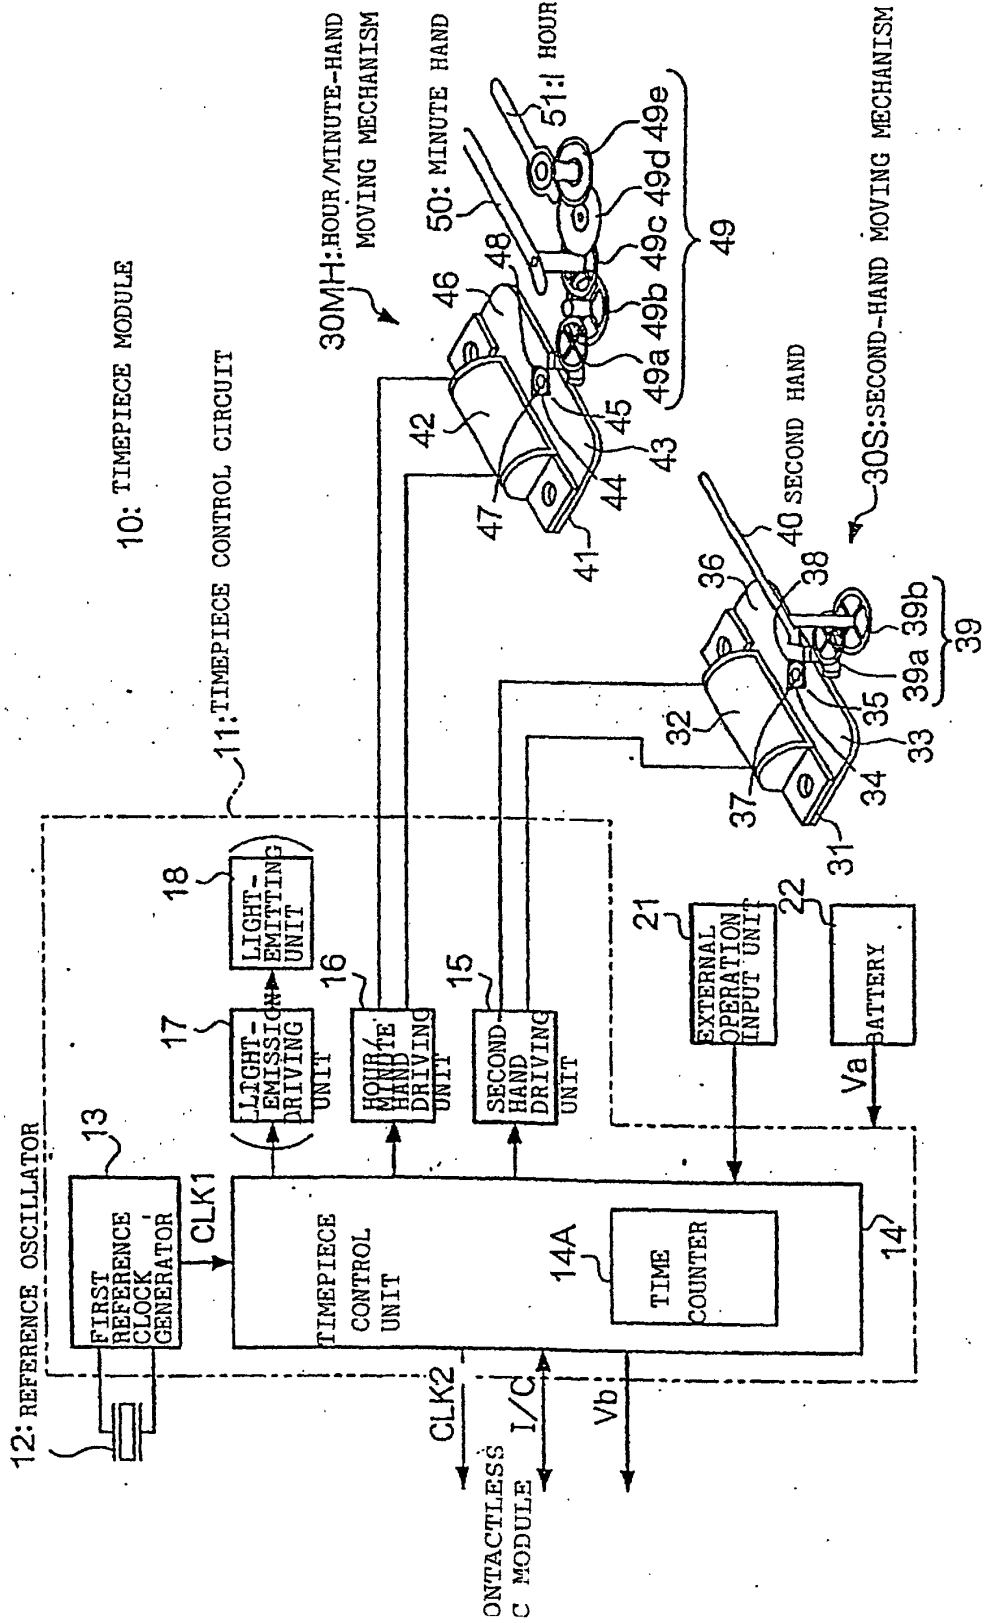 10: TIMEPIECE MODULE
11: TIMEPIECE CONTROL CIRCUIT
12: REFERENCE OSCILLATOR
13
FIRST
REFERENCE
CLOCK
GENERATOR
CLK1
17
LLIGHT-
EMISSION
DRIVING
UNIT
18
LIGHT-
EMITTING
UNIT
16
HOUR/
MINUTE
HAND
DRIVING
UNIT
15
SECOND-
HAND
DRIVING
UNIT
TIMEPIECE
CONTROL
UNIT
14A
TIME
COUNTER
14
21
EXTERNAL
OPERATION
INPUT UNIT
22
BATTERY
Va
CLK2
I/C
Vb
ONTACTLESS
C MODULE
30MH: HOUR/MINUTE-HAND
MOVING MECHANISM
50: MINUTE HAND
51: HOUR
41
42
43
44
45
46
47
48
49a
49b
49c
49d
49e
49
30S: SECOND-HAND MOVING MECHANISM
40 SECOND HAND
31
32
33
34
35
36
37
38
39a
39b
39